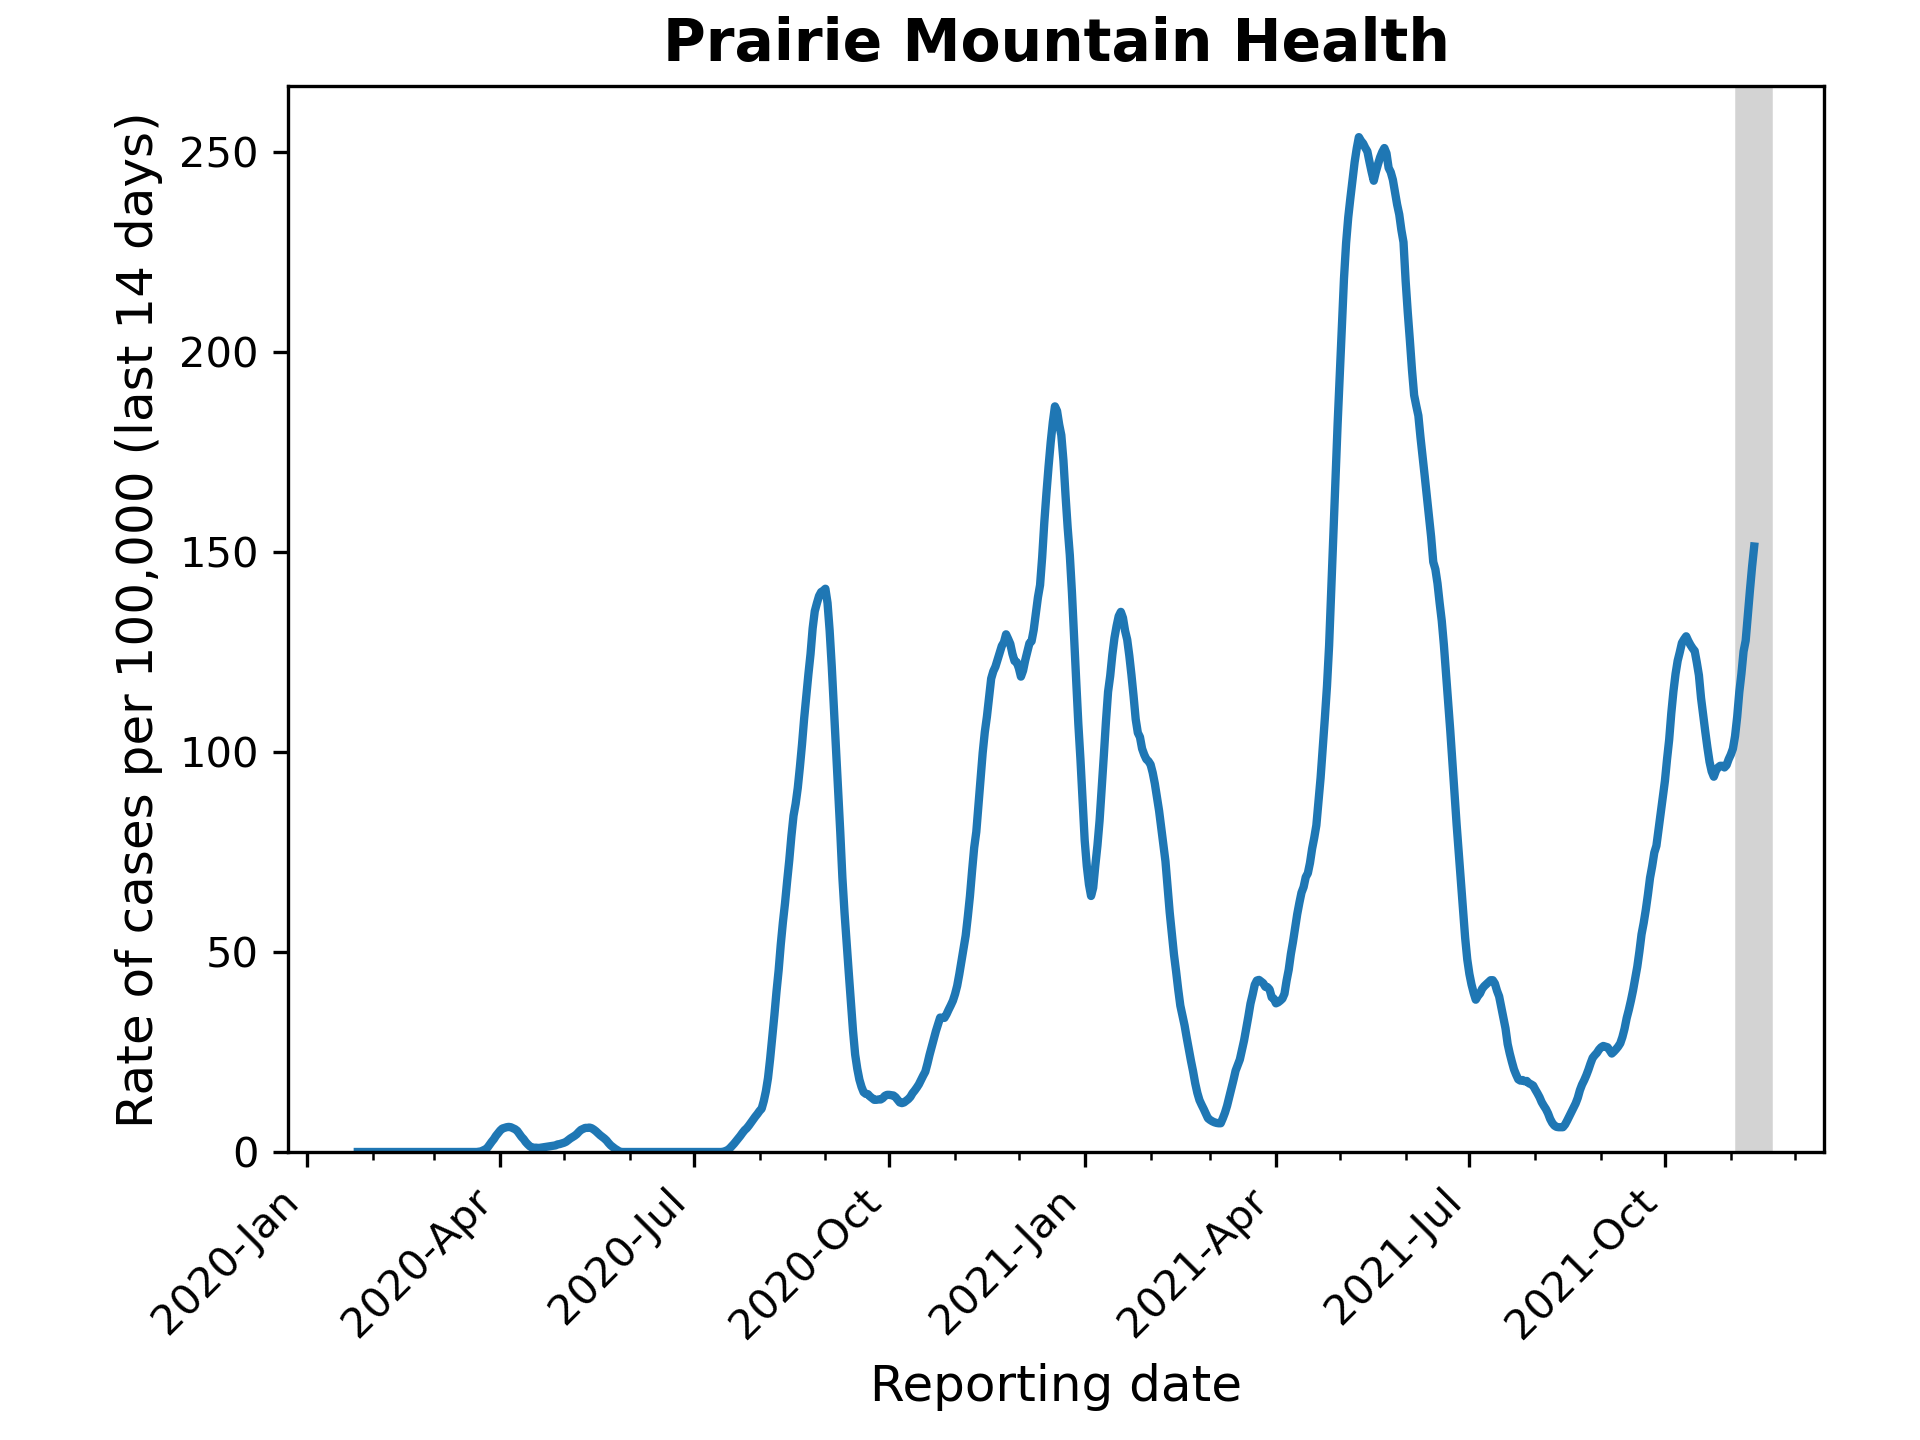 Prairie Mountain Health
Rate of cases per 100,000 (last 14 days)
250
200
150
100
50
0
2020-Jan
2020-Apr
2020-Jul
2020-Oct
2021-Jan
2021-Apr
2021-Jul
2021-Oct
Reporting date